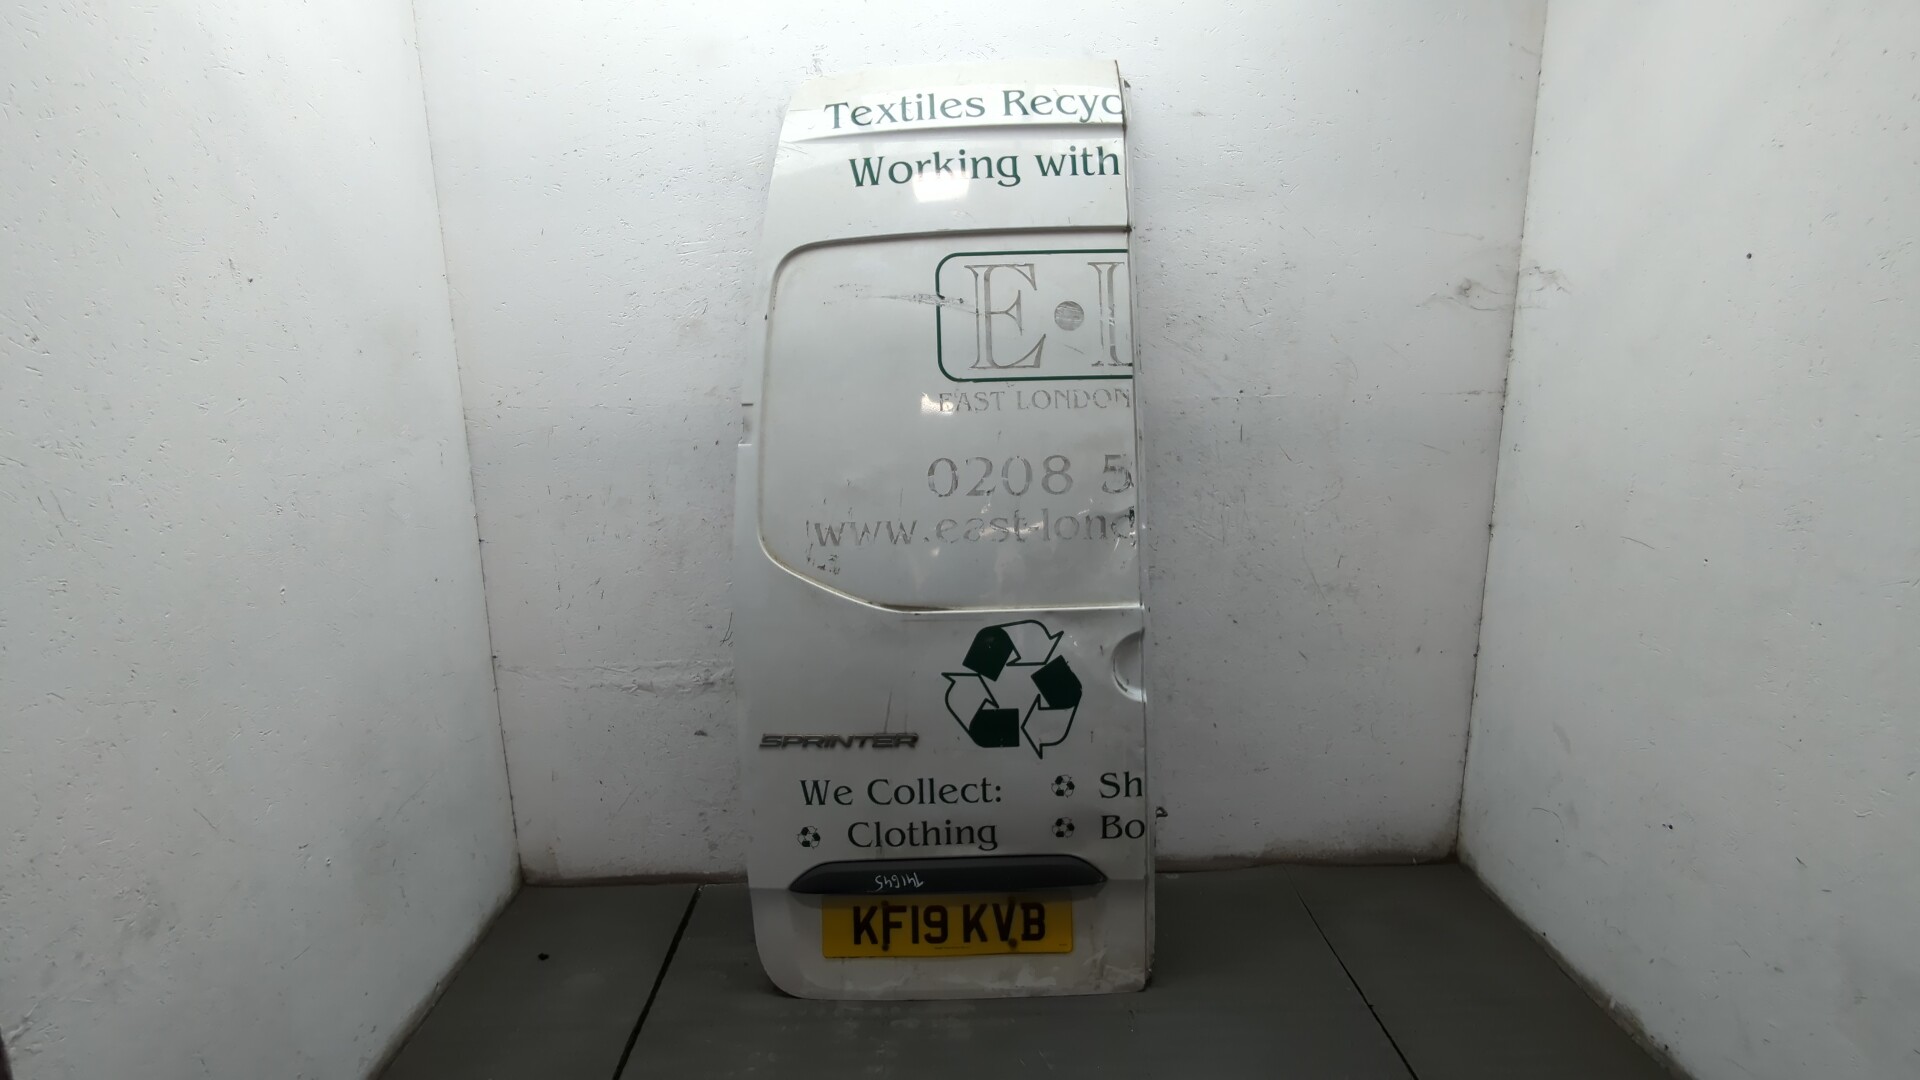 Textiles Recyc
Working with
E•L
EAST LONDON
0208 5
www.east-lond
SPRINTER
We Collect:
Clothing
Sh
Bo
T41645
KF19 KVB